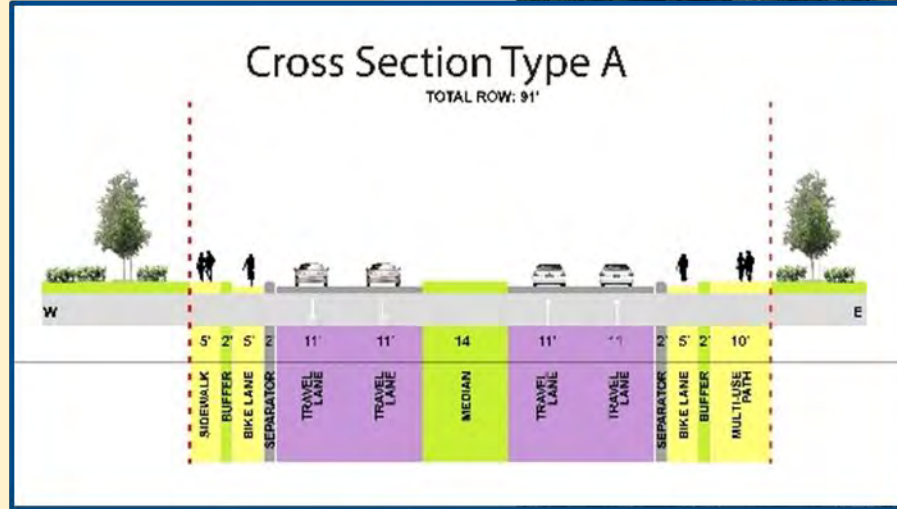 Cross Section Type A
TOTAL ROW: 91'
W
E
5' 2' 5' 2' 11' 11' 14 11' 11' 2' 5' 2' 10'
SIDEWALK
BUFFER
BIKE LANE
SEPARATOR
TRAVEL
LANE
TRAVEL
LANE
MEDIAN
TRAVEL
LANE
TRAVEL
LANE
SEPARATOR
BIKE LANE
BUFFER
MULTI-USE
PATH